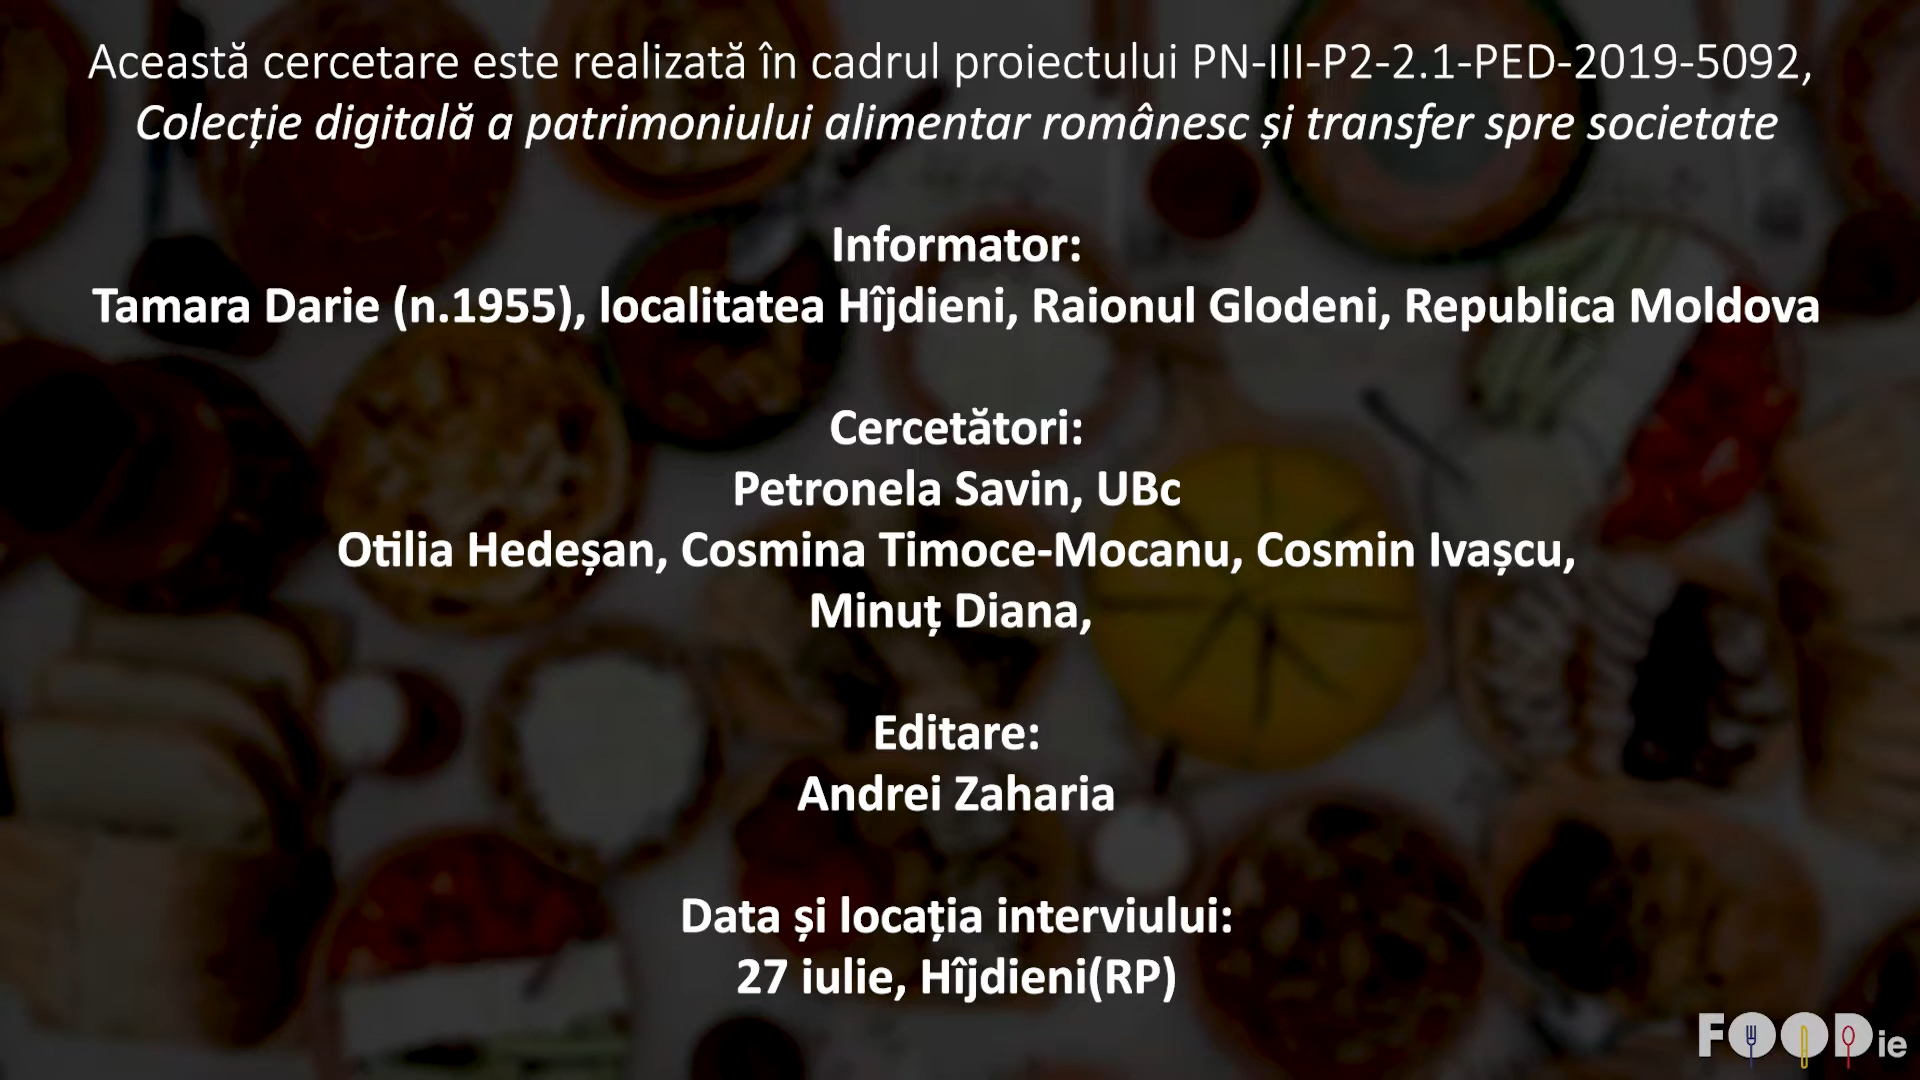 Această cercetare este realizată în cadrul proiectului PN-III-P2-2.1-PED-2019-5092,
Colecție digitală a patrimoniului alimentar românesc și transfer spre societate
Informator:
Tamara Darie (n.1955), localitatea Hîjdieni, Raionul Glodeni, Republica Moldova
Cercetători:
Petronela Savin, UBc
Otilia Hedeșan, Cosmina Timoce-Mocanu, Cosmin Ivașcu,
Minuț Diana,
Editare:
Andrei Zaharia
Data și locația interviului:
27 iulie, Hîjdieni(RP)
FOODie